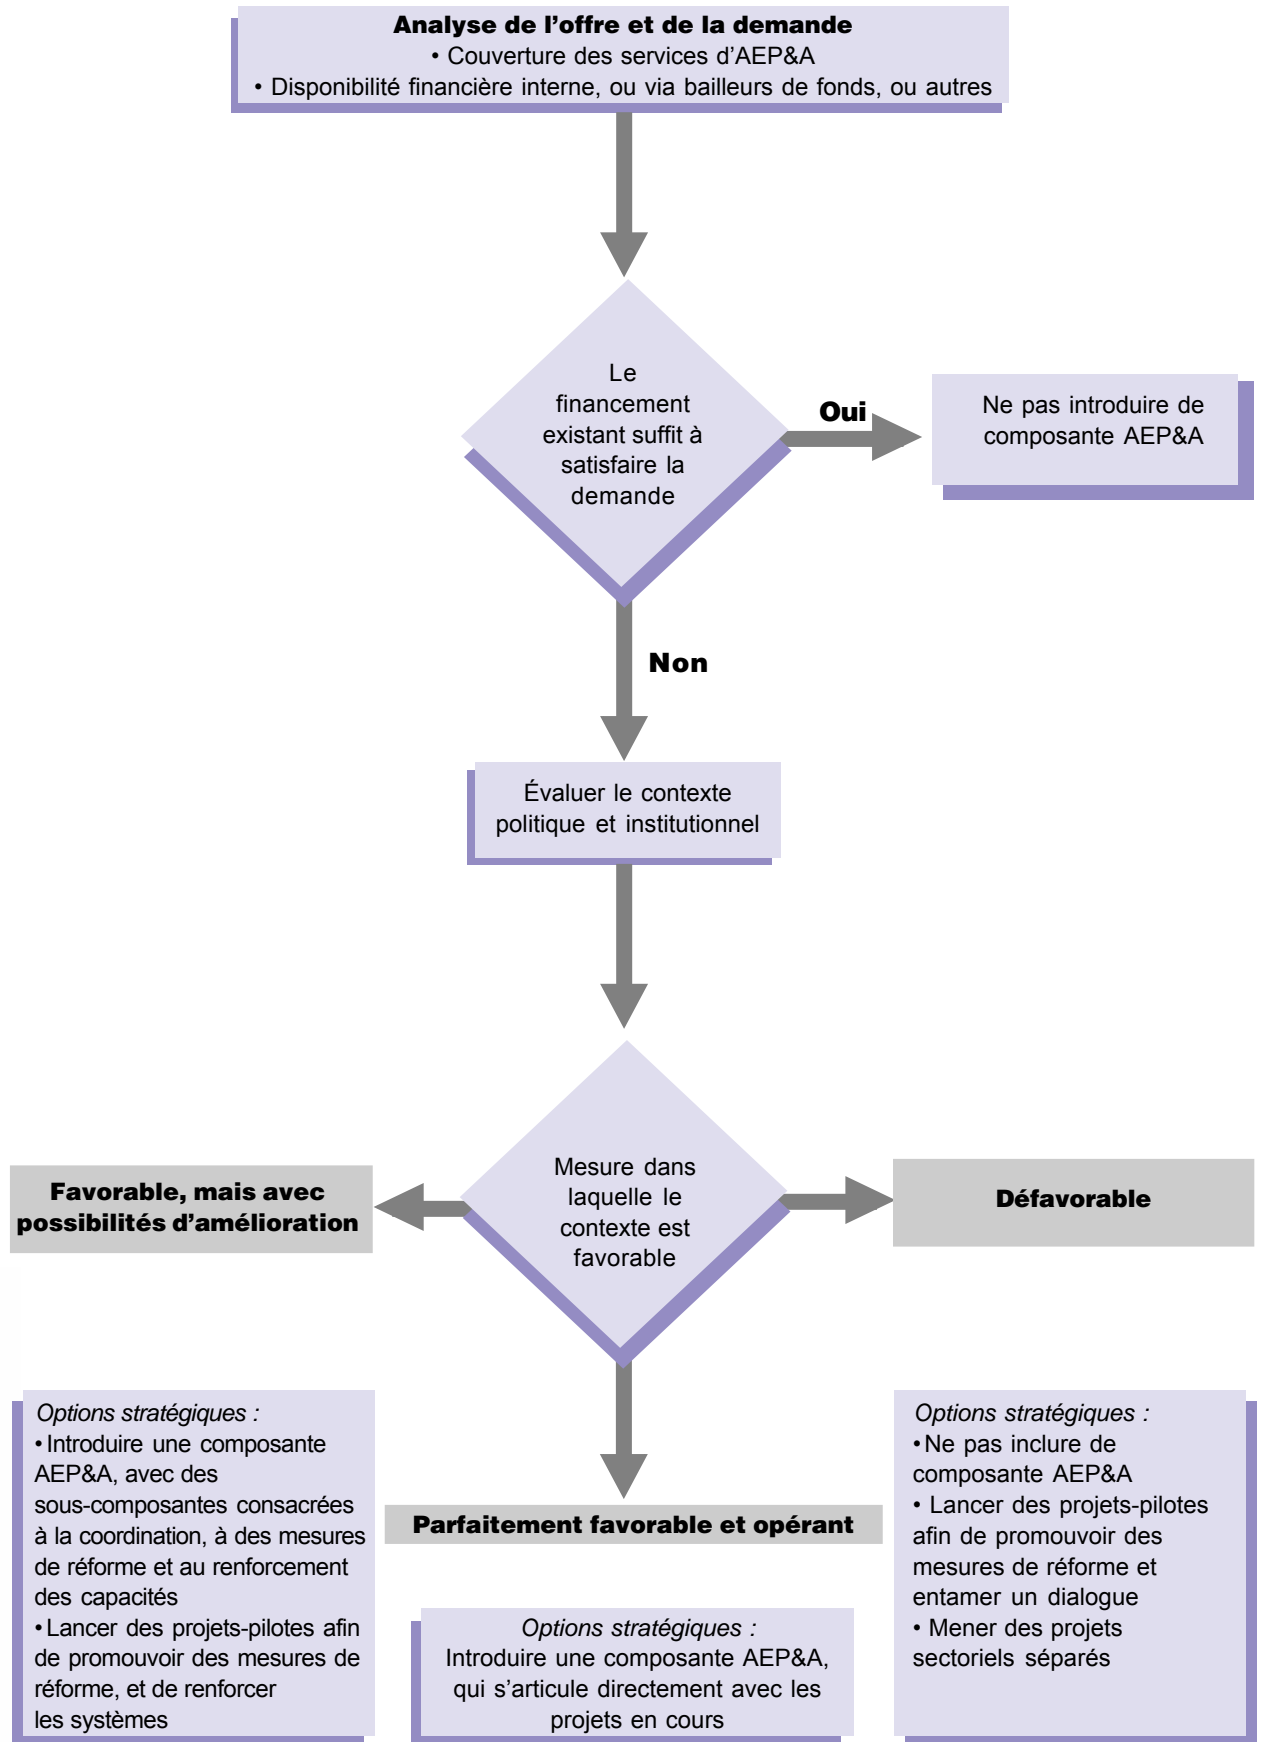 Analyse de l’offre et de la demande
• Couverture des services d’AEP&A
• Disponibilité financière interne, ou via bailleurs de fonds, ou autres
Le
financement
existant suffit à
satisfaire la
demande
Oui
Ne pas introduire de
composante AEP&A
Non
Évaluer le contexte
politique et institutionnel
Mesure dans
laquelle le
contexte est
favorable
Favorable, mais avec
possibilités d’amélioration
Défavorable
Options stratégiques :
• Introduire une composante
AEP&A, avec des
sous-composantes consacrées
à la coordination, à des mesures
de réforme et au renforcement
des capacités
• Lancer des projets-pilotes afin
de promouvoir des mesures de
réforme, et de renforcer
les systèmes
Parfaitement favorable et opérant
Options stratégiques :
Introduire une composante AEP&A,
qui s’articule directement avec les
projets en cours
Options stratégiques :
• Ne pas inclure de
composante AEP&A
• Lancer des projets-pilotes
afin de promouvoir des
mesures de réforme et
entamer un dialogue
• Mener des projets
sectoriels séparés